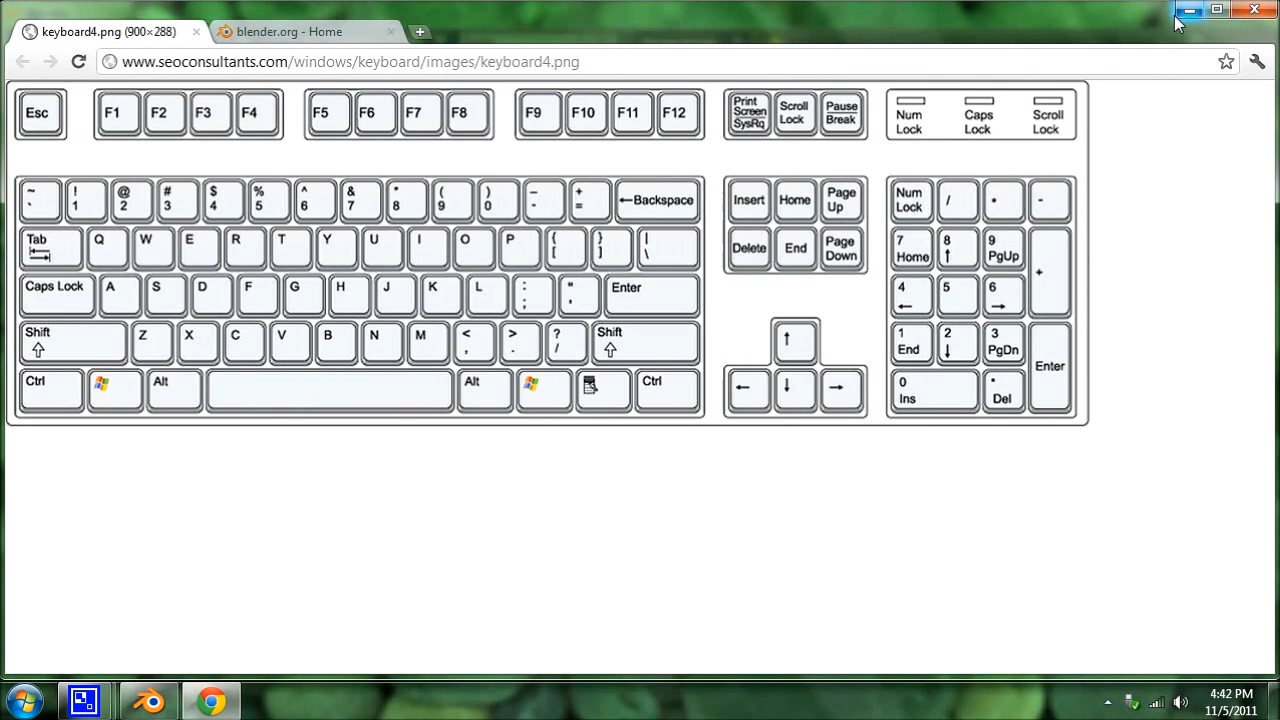 keyboard4.png (900×288)
blender.org - Home
www.seoconsultants.com/windows/keyboard/images/keyboard4.png
Esc F1 F2 F3 F4 F5 F6 F7 F8 F9 F10 F11 F12 Print Screen SysRq Scroll Lock Pause Break Num Lock Caps Lock Scroll Lock
~ ` ! 1 @ 2 # 3 $ 4 % 5 ^ 6 & 7 * 8 ( 9 ) 0 – - + = ←Backspace Insert Home Page Up Num Lock / * -
Tab Q W E R T Y U I O P { [ } ] | \ Delete End Page Down 7 Home 8 ↑ 9 PgUp +
Caps Lock A S D F G H J K L : ; " ' Enter 4 ← 5 6 →
Shift ⇧ Z X C V B N M < , > . ? / Shift ⇧ ↑ 1 End 2 ↓ 3 PgDn Enter
Ctrl Alt Alt Ctrl ← ↓ → 0 Ins . Del
4:42 PM
11/5/2011